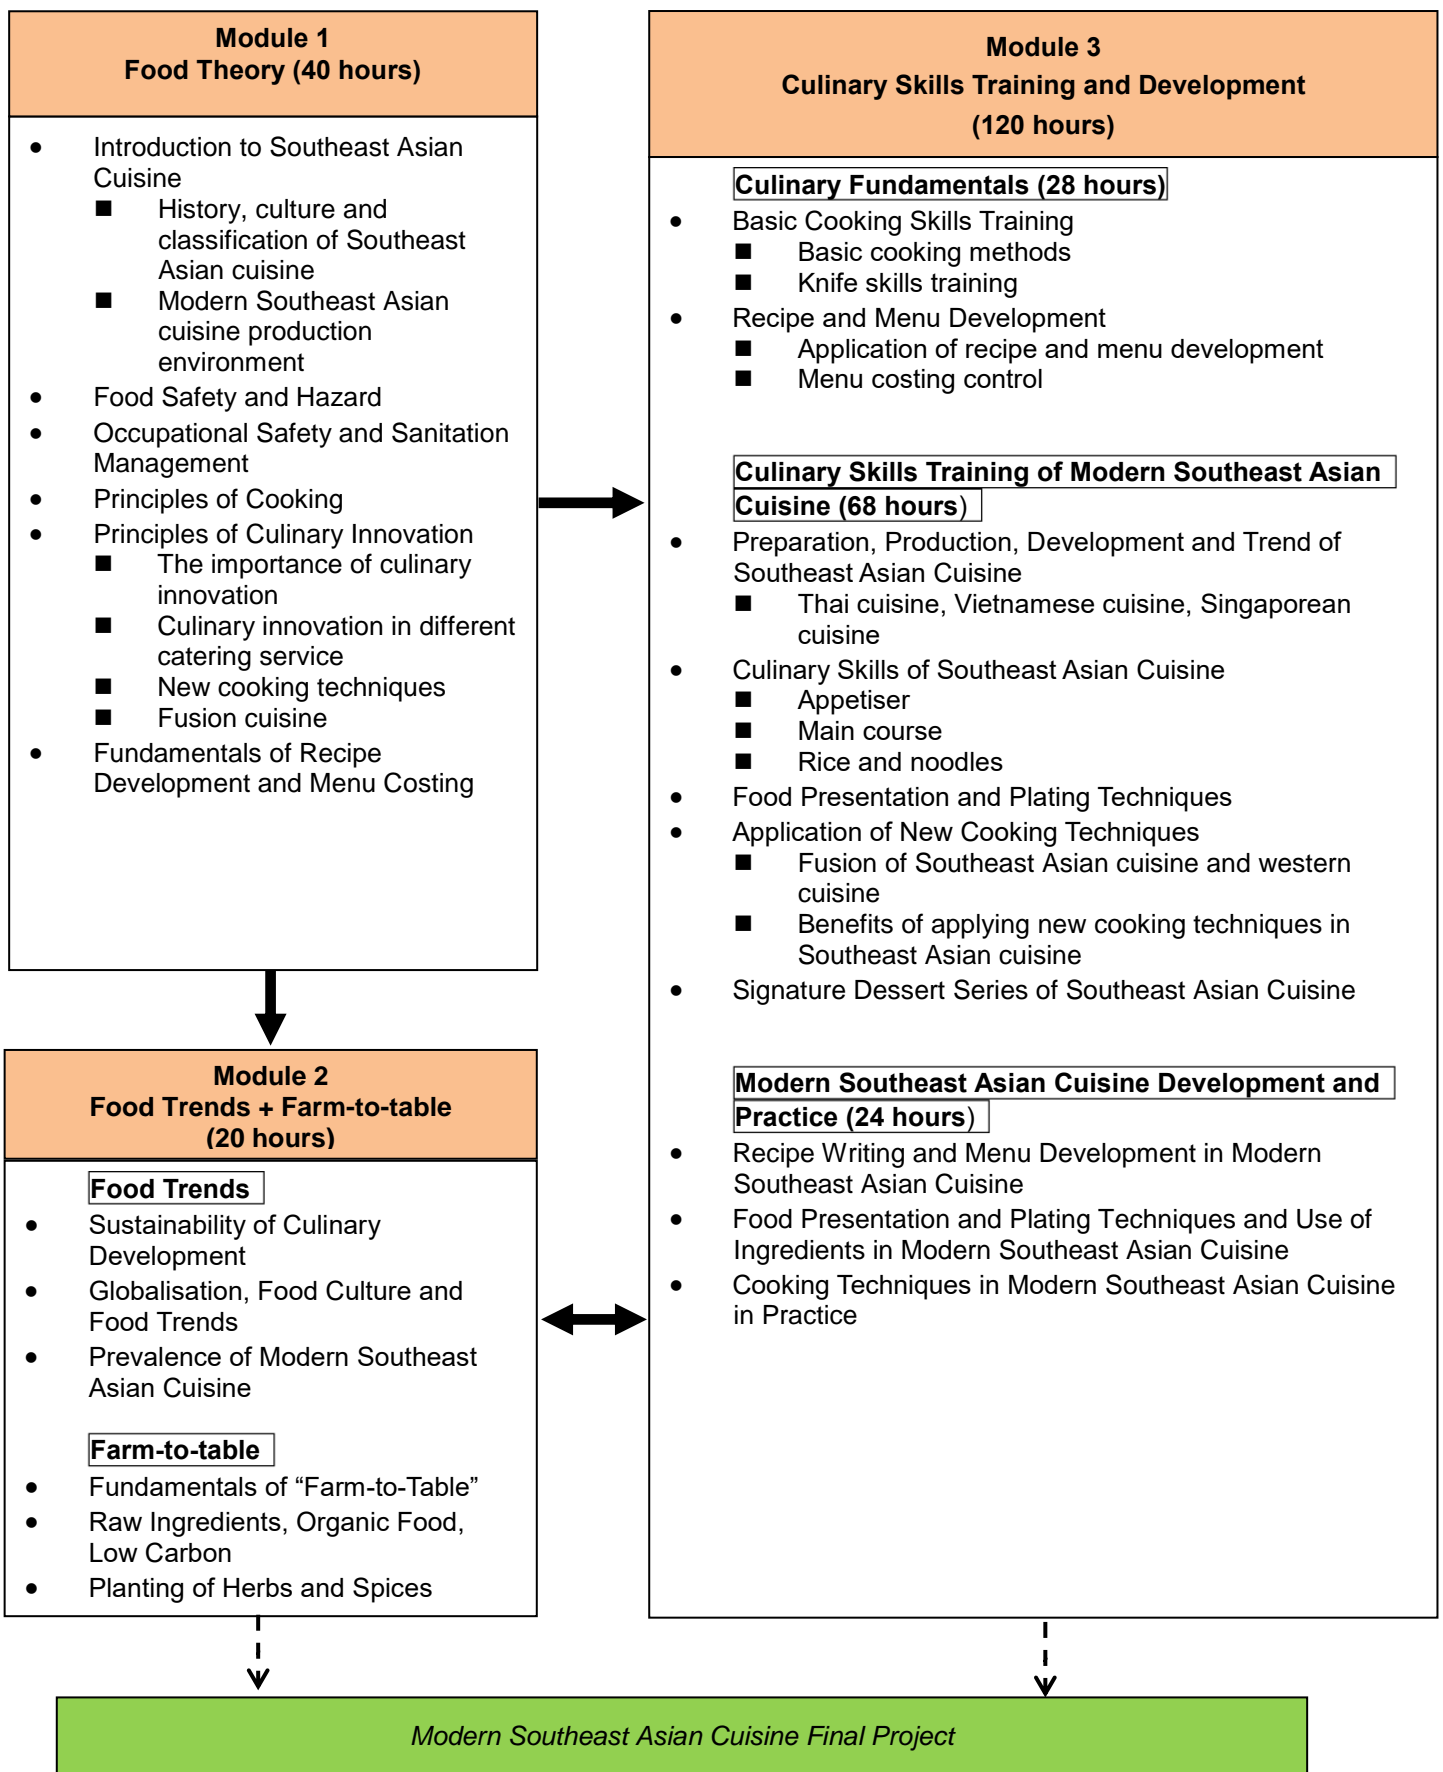 Module 1
Food Theory (40 hours)
• Introduction to Southeast Asian
Cuisine
■ History, culture and
classification of Southeast
Asian cuisine
■ Modern Southeast Asian
cuisine production
environment
• Food Safety and Hazard
• Occupational Safety and Sanitation
Management
• Principles of Cooking
• Principles of Culinary Innovation
■ The importance of culinary
innovation
■ Culinary innovation in different
catering service
■ New cooking techniques
■ Fusion cuisine
• Fundamentals of Recipe
Development and Menu Costing
Module 2
Food Trends + Farm-to-table
(20 hours)
Food Trends
• Sustainability of Culinary
Development
• Globalisation, Food Culture and
Food Trends
• Prevalence of Modern Southeast
Asian Cuisine
Farm-to-table
• Fundamentals of “Farm-to-Table”
• Raw Ingredients, Organic Food,
Low Carbon
• Planting of Herbs and Spices
Module 3
Culinary Skills Training and Development
(120 hours)
Culinary Fundamentals (28 hours)
• Basic Cooking Skills Training
■ Basic cooking methods
■ Knife skills training
• Recipe and Menu Development
■ Application of recipe and menu development
■ Menu costing control
Culinary Skills Training of Modern Southeast Asian
Cuisine (68 hours)
• Preparation, Production, Development and Trend of
Southeast Asian Cuisine
■ Thai cuisine, Vietnamese cuisine, Singaporean
cuisine
• Culinary Skills of Southeast Asian Cuisine
■ Appetiser
■ Main course
■ Rice and noodles
• Food Presentation and Plating Techniques
• Application of New Cooking Techniques
■ Fusion of Southeast Asian cuisine and western
cuisine
■ Benefits of applying new cooking techniques in
Southeast Asian cuisine
• Signature Dessert Series of Southeast Asian Cuisine
Modern Southeast Asian Cuisine Development and
Practice (24 hours)
• Recipe Writing and Menu Development in Modern
Southeast Asian Cuisine
• Food Presentation and Plating Techniques and Use of
Ingredients in Modern Southeast Asian Cuisine
• Cooking Techniques in Modern Southeast Asian Cuisine
in Practice
Modern Southeast Asian Cuisine Final Project